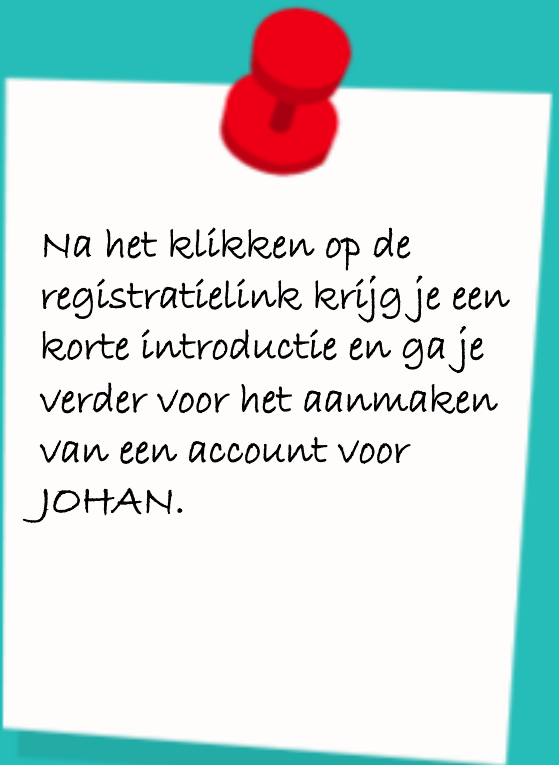 Na het klikken op de
registratielink krijg je een
korte introductie en ga je
verder voor het aanmaken
van een account voor
JOHAN.